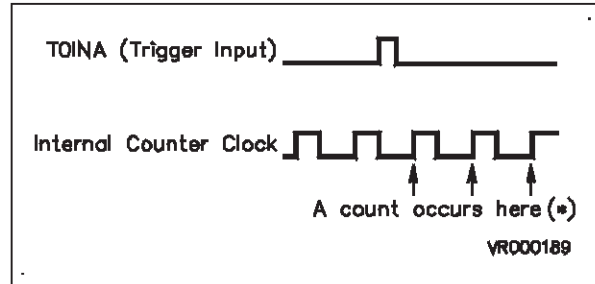 T0INA (Trigger Input)
Internal Counter Clock
A count occurs here (*)
VR000189